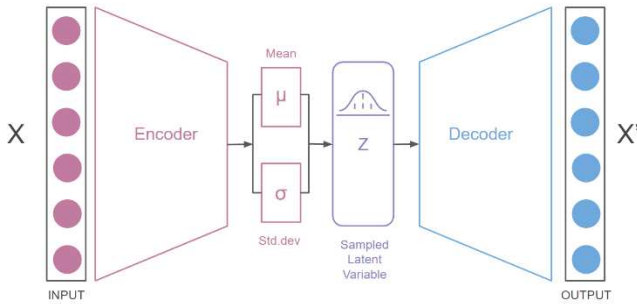 X
INPUT
Encoder
Mean
μ
σ
Std.dev
Z
Sampled
Latent
Variable
Decoder
OUTPUT
X'